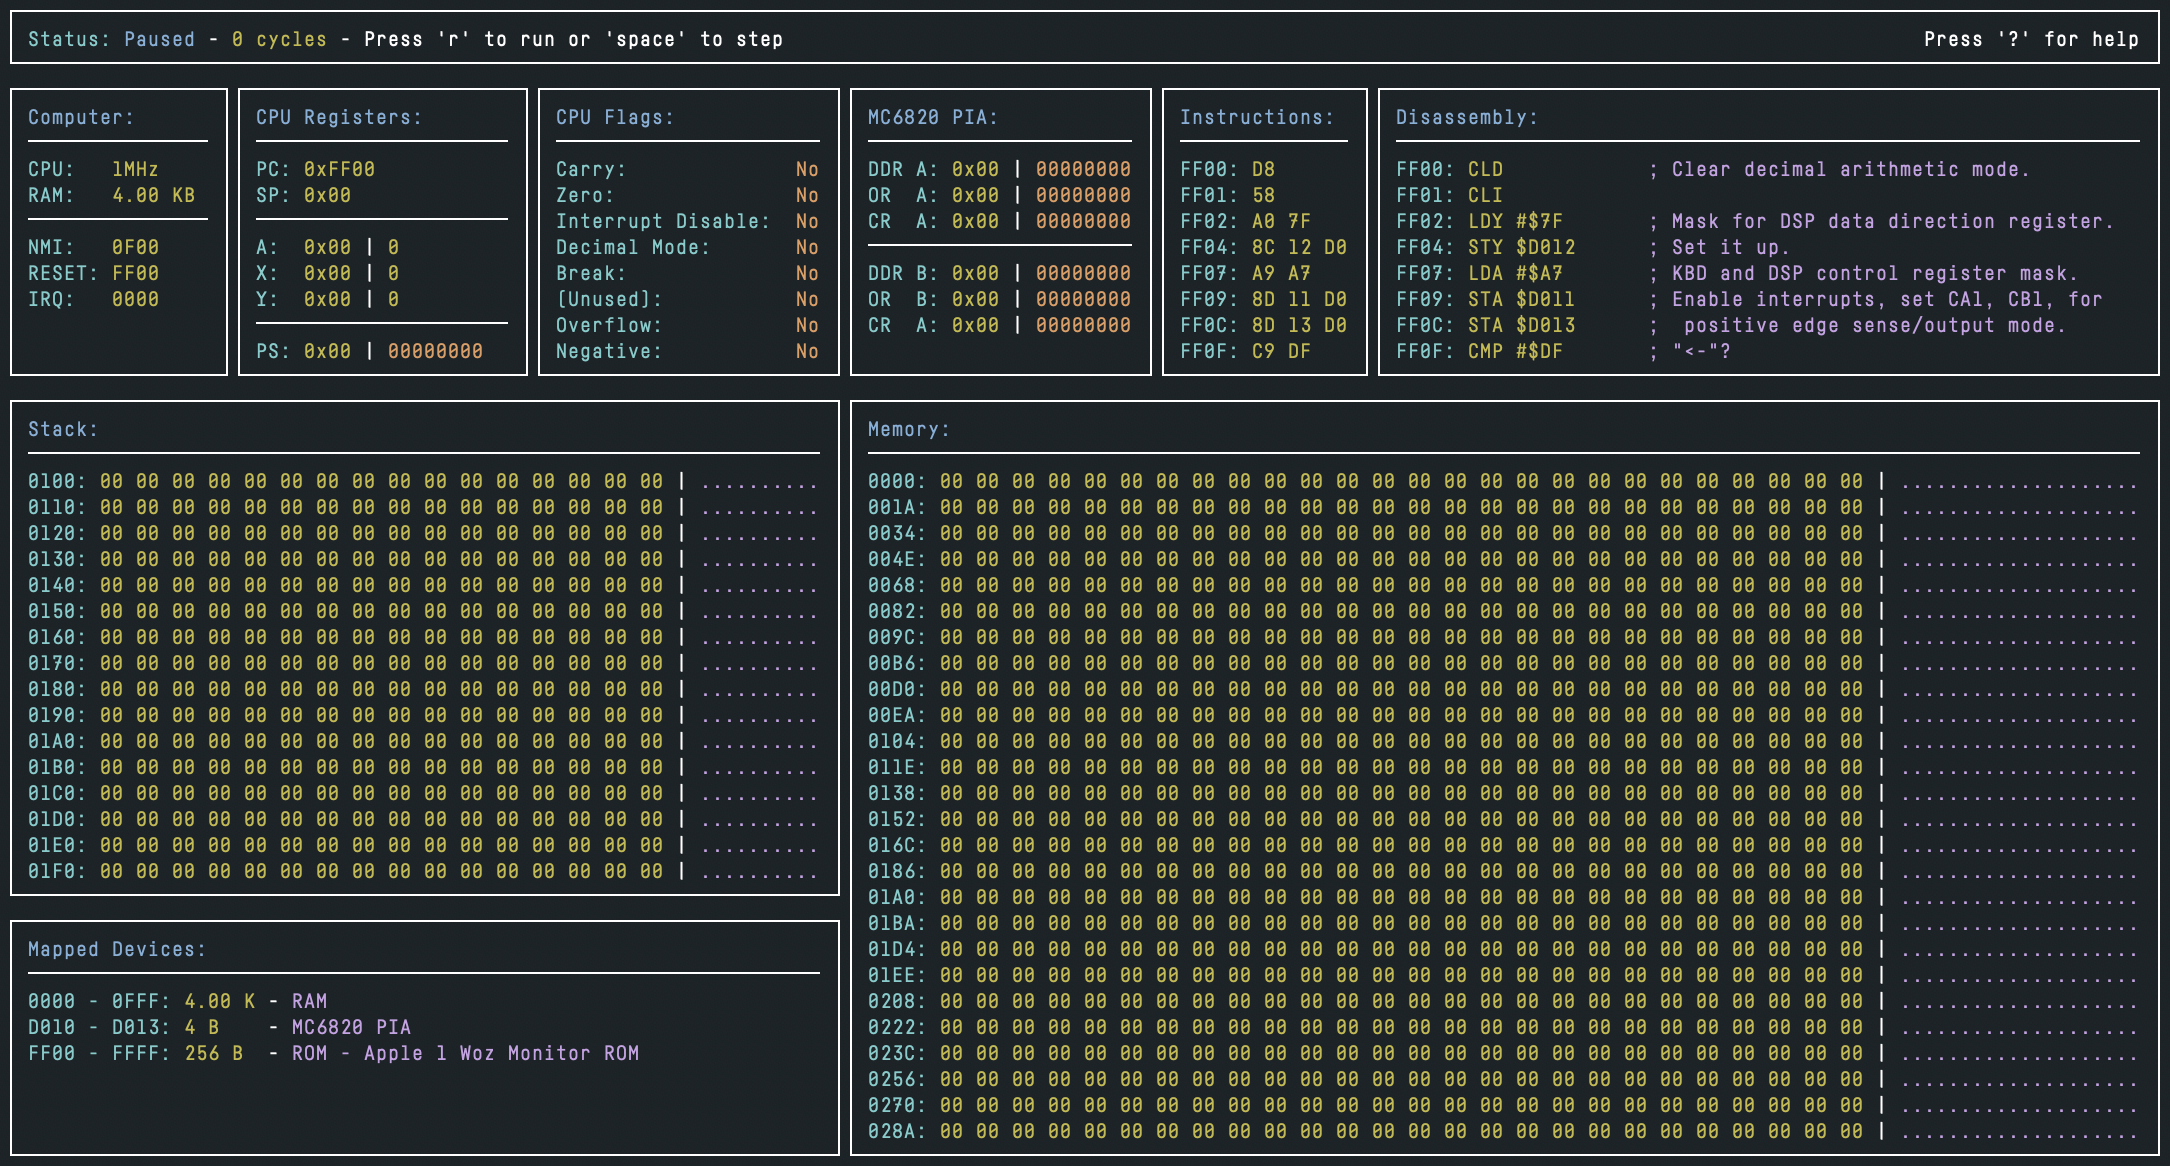 Status: Paused - 0 cycles - Press 'r' to run or 'space' to step Press '?' for help
Computer:
CPU: 1MHz
RAM: 4.00 KB
NMI: 0F00
RESET: FF00
IRQ: 0000
CPU Registers:
PC: 0xFF00
SP: 0x00
A: 0x00 | 0
X: 0x00 | 0
Y: 0x00 | 0
PS: 0x00 | 00000000
CPU Flags:
Carry: No
Zero: No
Interrupt Disable: No
Decimal Mode: No
Break: No
[Unused]: No
Overflow: No
Negative: No
MC6820 PIA:
DDR A: 0x00 | 00000000
OR A: 0x00 | 00000000
CR A: 0x00 | 00000000
DDR B: 0x00 | 00000000
OR B: 0x00 | 00000000
CR A: 0x00 | 00000000
Instructions:
FF00: D8
FF01: 58
FF02: A0 7F
FF04: 8C 12 D0
FF07: A9 A7
FF09: 8D 11 D0
FF0C: 8D 13 D0
FF0F: C9 DF
Disassembly:
FF00: CLD ; Clear decimal arithmetic mode.
FF01: CLI
FF02: LDY #$7F ; Mask for DSP data direction register.
FF04: STY $D012 ; Set it up.
FF07: LDA #$A7 ; KBD and DSP control register mask.
FF09: STA $D011 ; Enable interrupts, set CA1, CB1, for
FF0C: STA $D013 ; positive edge sense/output mode.
FF0F: CMP #$DF ; "<-"?
Stack:
0100: 00 00 00 00 00 00 00 00 00 00 00 00 00 00 00 00 | ..........
0110: 00 00 00 00 00 00 00 00 00 00 00 00 00 00 00 00 | ..........
0120: 00 00 00 00 00 00 00 00 00 00 00 00 00 00 00 00 | ..........
0130: 00 00 00 00 00 00 00 00 00 00 00 00 00 00 00 00 | ..........
0140: 00 00 00 00 00 00 00 00 00 00 00 00 00 00 00 00 | ..........
0150: 00 00 00 00 00 00 00 00 00 00 00 00 00 00 00 00 | ..........
0160: 00 00 00 00 00 00 00 00 00 00 00 00 00 00 00 00 | ..........
0170: 00 00 00 00 00 00 00 00 00 00 00 00 00 00 00 00 | ..........
0180: 00 00 00 00 00 00 00 00 00 00 00 00 00 00 00 00 | ..........
0190: 00 00 00 00 00 00 00 00 00 00 00 00 00 00 00 00 | ..........
01A0: 00 00 00 00 00 00 00 00 00 00 00 00 00 00 00 00 | ..........
01B0: 00 00 00 00 00 00 00 00 00 00 00 00 00 00 00 00 | ..........
01C0: 00 00 00 00 00 00 00 00 00 00 00 00 00 00 00 00 | ..........
01D0: 00 00 00 00 00 00 00 00 00 00 00 00 00 00 00 00 | ..........
01E0: 00 00 00 00 00 00 00 00 00 00 00 00 00 00 00 00 | ..........
01F0: 00 00 00 00 00 00 00 00 00 00 00 00 00 00 00 00 | ..........
Mapped Devices:
0000 - 0FFF: 4.00 K - RAM
D010 - D013: 4 B - MC6820 PIA
FF00 - FFFF: 256 B - ROM - Apple 1 Woz Monitor ROM
Memory:
0000: 00 00 00 00 00 00 00 00 00 00 00 00 00 00 00 00 00 00 00 00 00 00 00 00 00 00 | ....................
001A: 00 00 00 00 00 00 00 00 00 00 00 00 00 00 00 00 00 00 00 00 00 00 00 00 00 00 | ....................
0034: 00 00 00 00 00 00 00 00 00 00 00 00 00 00 00 00 00 00 00 00 00 00 00 00 00 00 | ....................
004E: 00 00 00 00 00 00 00 00 00 00 00 00 00 00 00 00 00 00 00 00 00 00 00 00 00 00 | ....................
0068: 00 00 00 00 00 00 00 00 00 00 00 00 00 00 00 00 00 00 00 00 00 00 00 00 00 00 | ....................
0082: 00 00 00 00 00 00 00 00 00 00 00 00 00 00 00 00 00 00 00 00 00 00 00 00 00 00 | ....................
009C: 00 00 00 00 00 00 00 00 00 00 00 00 00 00 00 00 00 00 00 00 00 00 00 00 00 00 | ....................
00B6: 00 00 00 00 00 00 00 00 00 00 00 00 00 00 00 00 00 00 00 00 00 00 00 00 00 00 | ....................
00D0: 00 00 00 00 00 00 00 00 00 00 00 00 00 00 00 00 00 00 00 00 00 00 00 00 00 00 | ....................
00EA: 00 00 00 00 00 00 00 00 00 00 00 00 00 00 00 00 00 00 00 00 00 00 00 00 00 00 | ....................
0104: 00 00 00 00 00 00 00 00 00 00 00 00 00 00 00 00 00 00 00 00 00 00 00 00 00 00 | ....................
011E: 00 00 00 00 00 00 00 00 00 00 00 00 00 00 00 00 00 00 00 00 00 00 00 00 00 00 | ....................
0138: 00 00 00 00 00 00 00 00 00 00 00 00 00 00 00 00 00 00 00 00 00 00 00 00 00 00 | ....................
0152: 00 00 00 00 00 00 00 00 00 00 00 00 00 00 00 00 00 00 00 00 00 00 00 00 00 00 | ....................
016C: 00 00 00 00 00 00 00 00 00 00 00 00 00 00 00 00 00 00 00 00 00 00 00 00 00 00 | ....................
0186: 00 00 00 00 00 00 00 00 00 00 00 00 00 00 00 00 00 00 00 00 00 00 00 00 00 00 | ....................
01A0: 00 00 00 00 00 00 00 00 00 00 00 00 00 00 00 00 00 00 00 00 00 00 00 00 00 00 | ....................
01BA: 00 00 00 00 00 00 00 00 00 00 00 00 00 00 00 00 00 00 00 00 00 00 00 00 00 00 | ....................
01D4: 00 00 00 00 00 00 00 00 00 00 00 00 00 00 00 00 00 00 00 00 00 00 00 00 00 00 | ....................
01EE: 00 00 00 00 00 00 00 00 00 00 00 00 00 00 00 00 00 00 00 00 00 00 00 00 00 00 | ....................
0208: 00 00 00 00 00 00 00 00 00 00 00 00 00 00 00 00 00 00 00 00 00 00 00 00 00 00 | ....................
0222: 00 00 00 00 00 00 00 00 00 00 00 00 00 00 00 00 00 00 00 00 00 00 00 00 00 00 | ....................
023C: 00 00 00 00 00 00 00 00 00 00 00 00 00 00 00 00 00 00 00 00 00 00 00 00 00 00 | ....................
0256: 00 00 00 00 00 00 00 00 00 00 00 00 00 00 00 00 00 00 00 00 00 00 00 00 00 00 | ....................
0270: 00 00 00 00 00 00 00 00 00 00 00 00 00 00 00 00 00 00 00 00 00 00 00 00 00 00 | ....................
028A: 00 00 00 00 00 00 00 00 00 00 00 00 00 00 00 00 00 00 00 00 00 00 00 00 00 00 | ....................